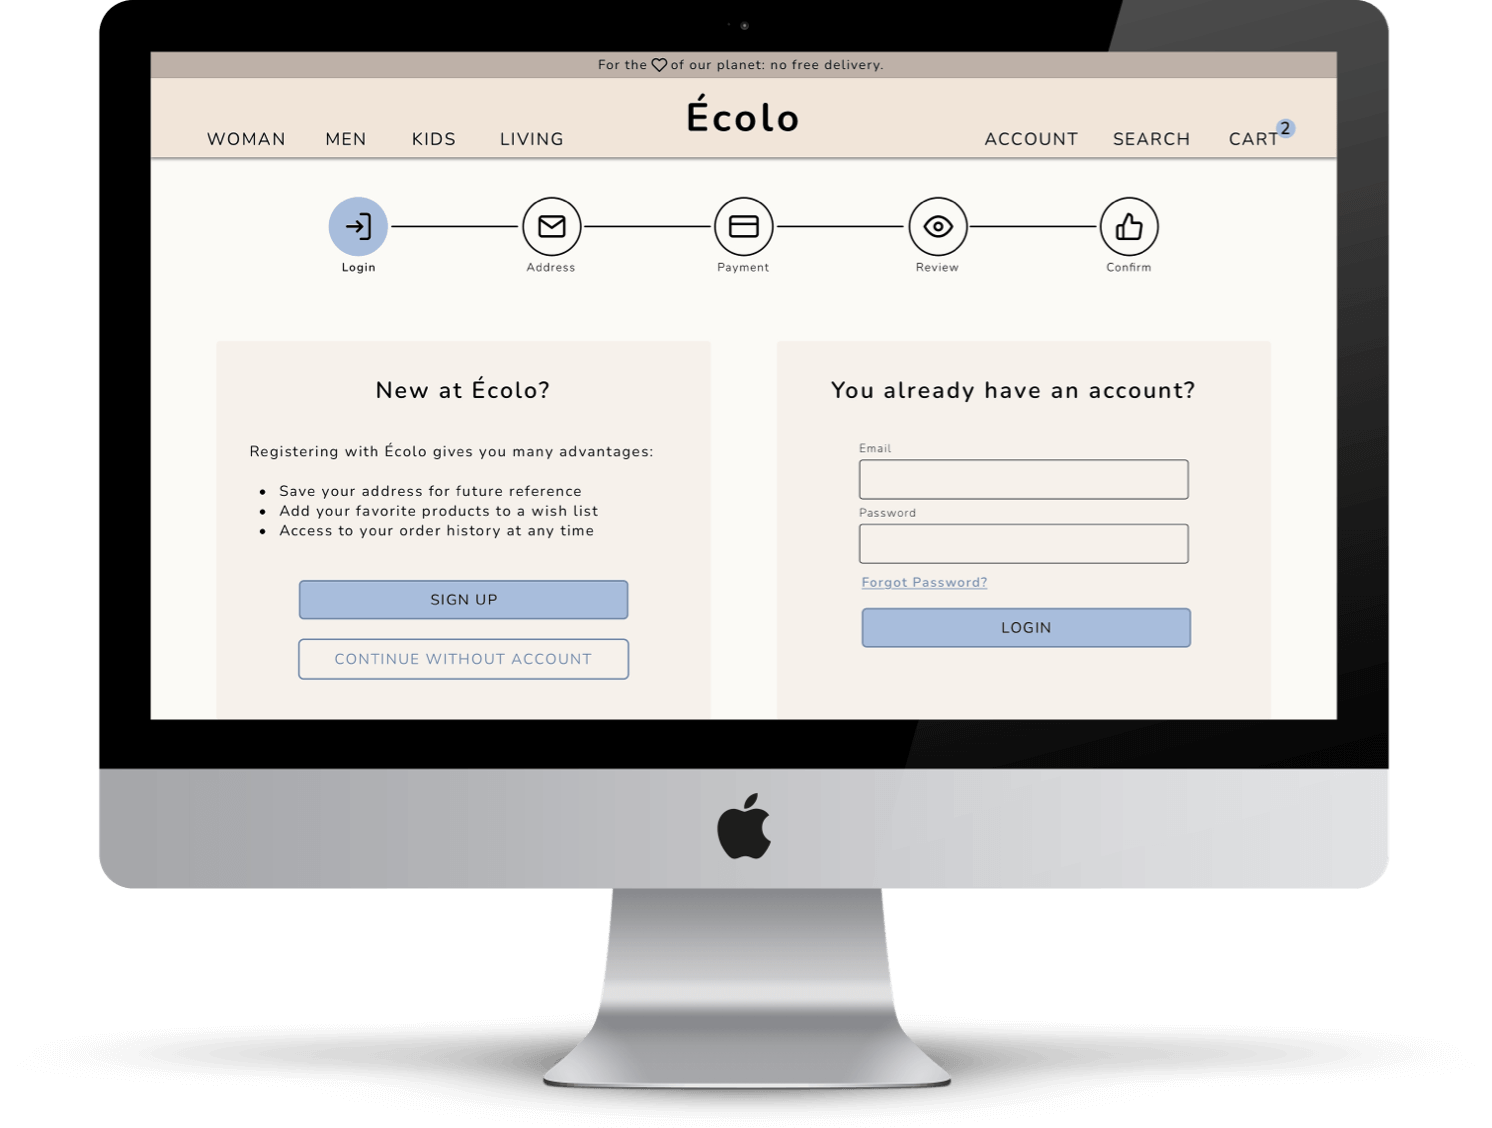 For the of our planet: no free delivery.
Écolo
WOMAN MEN KIDS LIVING ACCOUNT SEARCH CART 2
Login Address Payment Review Confirm
New at Écolo?
Registering with Écolo gives you many advantages:
• Save your address for future reference
• Add your favorite products to a wish list
• Access to your order history at any time
SIGN UP
CONTINUE WITHOUT ACCOUNT
You already have an account?
Email
Password
Forgot Password?
LOGIN